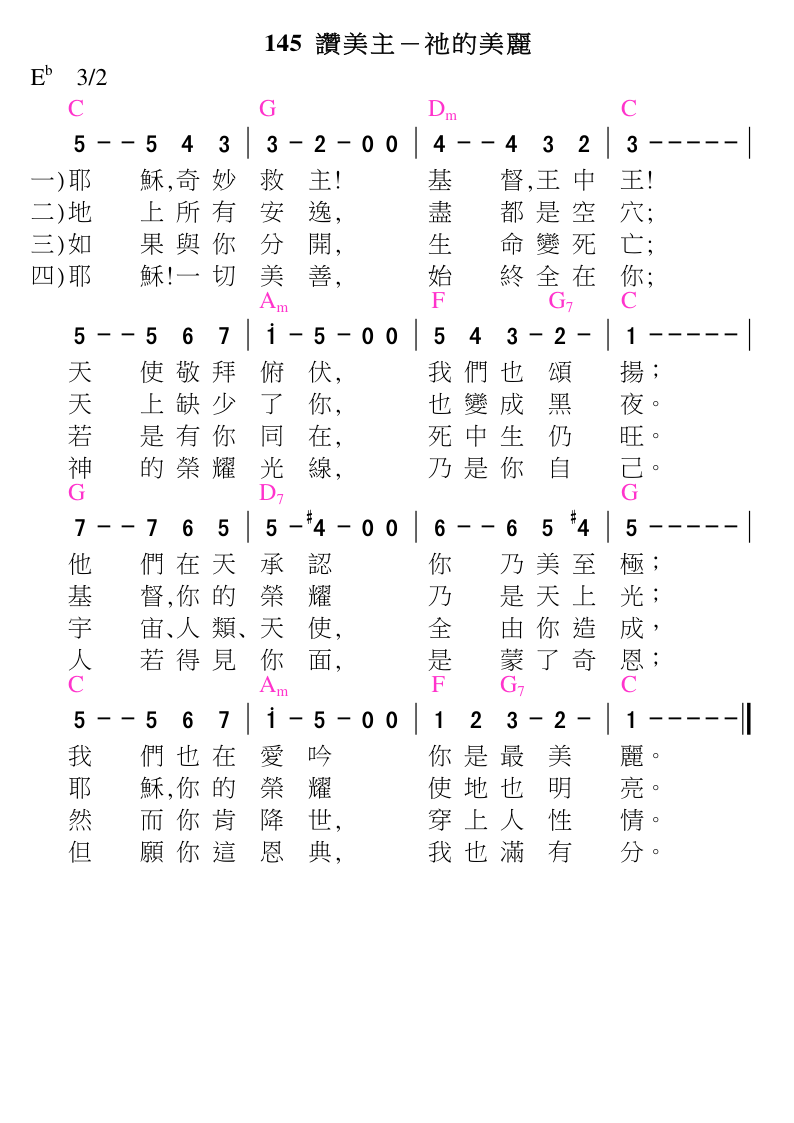 145 讚美主－祂的美麗
E♭ 3/2
C G Dm C
5 - - 5 4 3 | 3 - 2 - 0 0 | 4 - - 4 3 2 | 3 - - - - - |
一)耶 穌,奇妙 救 主! 基 督,王中 王!
二)地 上所有 安 逸, 盡 都是空 穴;
三)如 果與你 分 開, 生 命變死 亡;
四)耶 穌!一切 美 善, 始 終全在 你;
Am F G7 C
5 - - 5 6 7 | i - 5 - 0 0 | 5 4 3 - 2 - | 1 - - - - - |
天 使敬拜 俯 伏, 我們也 頌 揚；
天 上缺少 了 你, 也變成 黑 夜。
若 是有你 同 在, 死中生 仍 旺。
神 的榮耀 光 線, 乃是你 自 己。
G D7 G
7 - - 7 6 5 | 5 - #4 - 0 0 | 6 - - 6 5 #4 | 5 - - - - - |
他 們在天 承 認 你 乃美至 極；
基 督,你的 榮 耀 乃 是天上 光；
宇 宙、人類、天 使, 全 由你造 成，
人 若得見 你 面, 是 蒙了奇 恩；
C Am F G7 C
5 - - 5 6 7 | i - 5 - 0 0 | 1 2 3 - 2 - | 1 - - - - - ||
我 們也在 愛 吟 你是最 美 麗。
耶 穌,你的 榮 耀 使地也 明 亮。
然 而你肯 降 世, 穿上人 性 情。
但 願你這 恩 典, 我也滿 有 分。